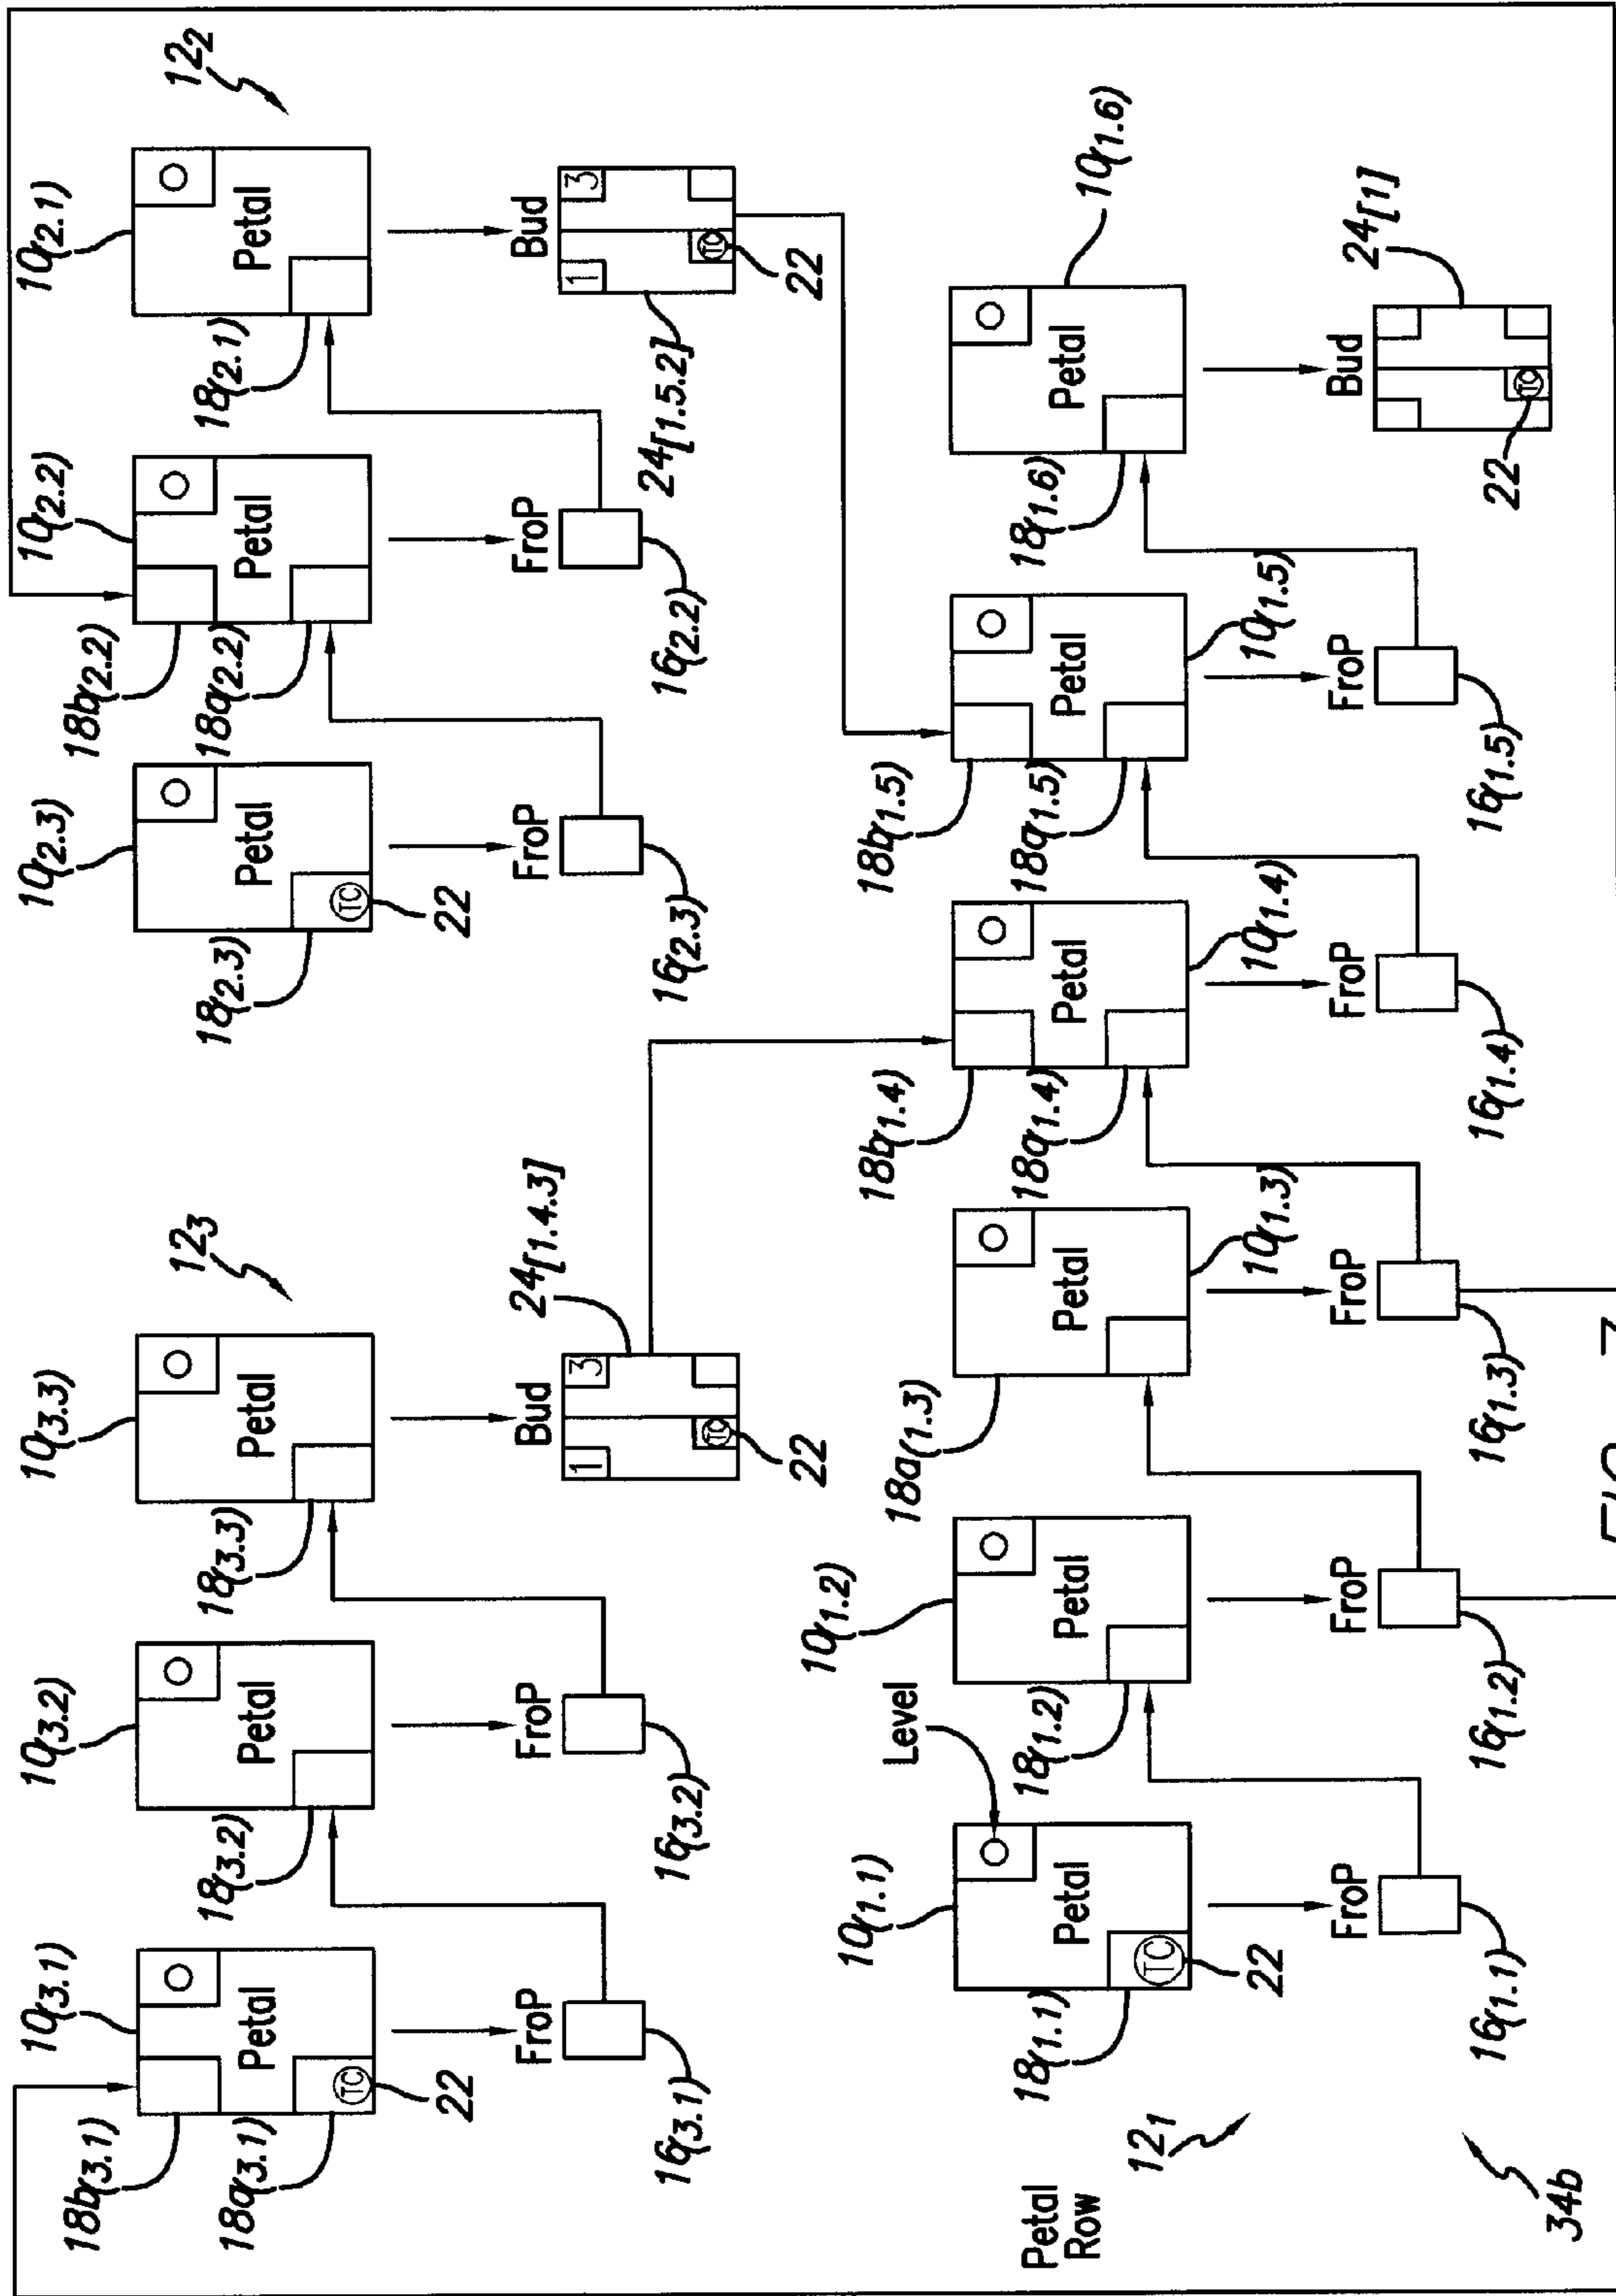 10(3.1)
10(3.2)
10(3.3)
12₃
10(2.3)
10(2.2)
10(2.1)
12₂
18b(3.1)
Petal
Petal
Petal
Petal
18b(2.2)
Petal
Petal
18a(3.1)
TC
22
18(3.2)
18(3.3)
18(2.3)
TC
22
18a(2.2)
18(2.1)
FroP
FroP
Bud
24[1.4.3]
FroP
FroP
Bud
1
3
1
3
TC
22
TC
22
16(3.1)
16(3.2)
16(2.3)
16(2.2)
24[1.5.2]
10(1.1)
Level
10(1.2)
18a(1.3)
18b(1.4)
18b(1.5)
10(1.6)
Petal
Petal
Petal
Petal
Petal
Petal
18(1.1)
TC
22
18(1.2)
18a(1.4)
18a(1.5)
18(1.6)
10(1.3)
10(1.4)
10(1.5)
Petal
Row
12₁
FroP
FroP
FroP
FroP
FroP
Bud
24[1]
TC
22
16(1.1)
16(1.2)
16(1.3)
16(1.4)
16(1.5)
34b